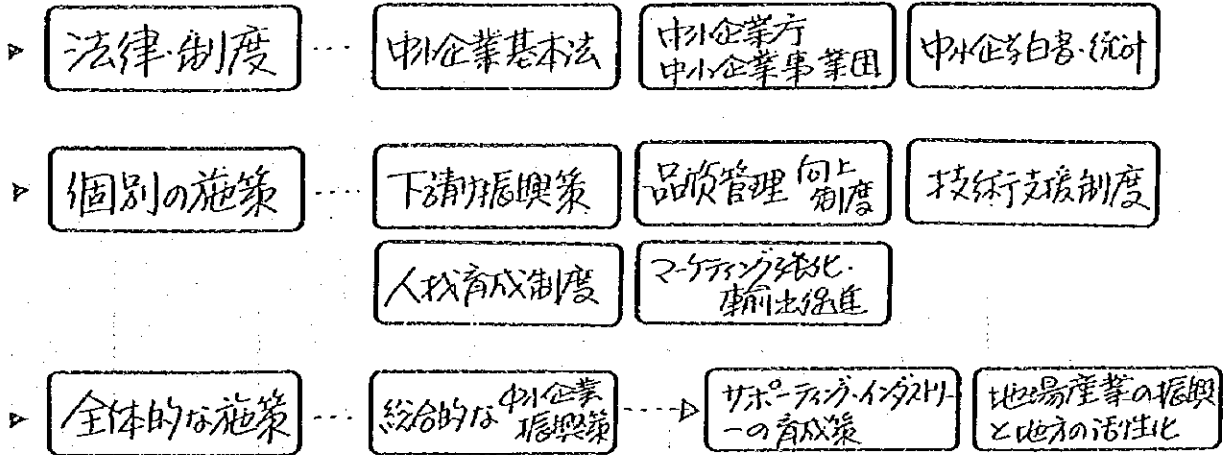 ▷ 法律・制度 ・・・ 中小企業基本法 中小企業庁 中小企業白書・統計
中小企業事業団
▷ 個別の施策 ・・・ 下請け振興策 品質管理 向上制度 技術支援制度
人材育成制度 マーケティング強化・
輸出促進
▷ 全体的な施策 ・・・ 総合的な 中小企業振興策 ・・・▷ サポーティング・インダストリー 地場産業の振興
ーの育成策 と地方の活性化